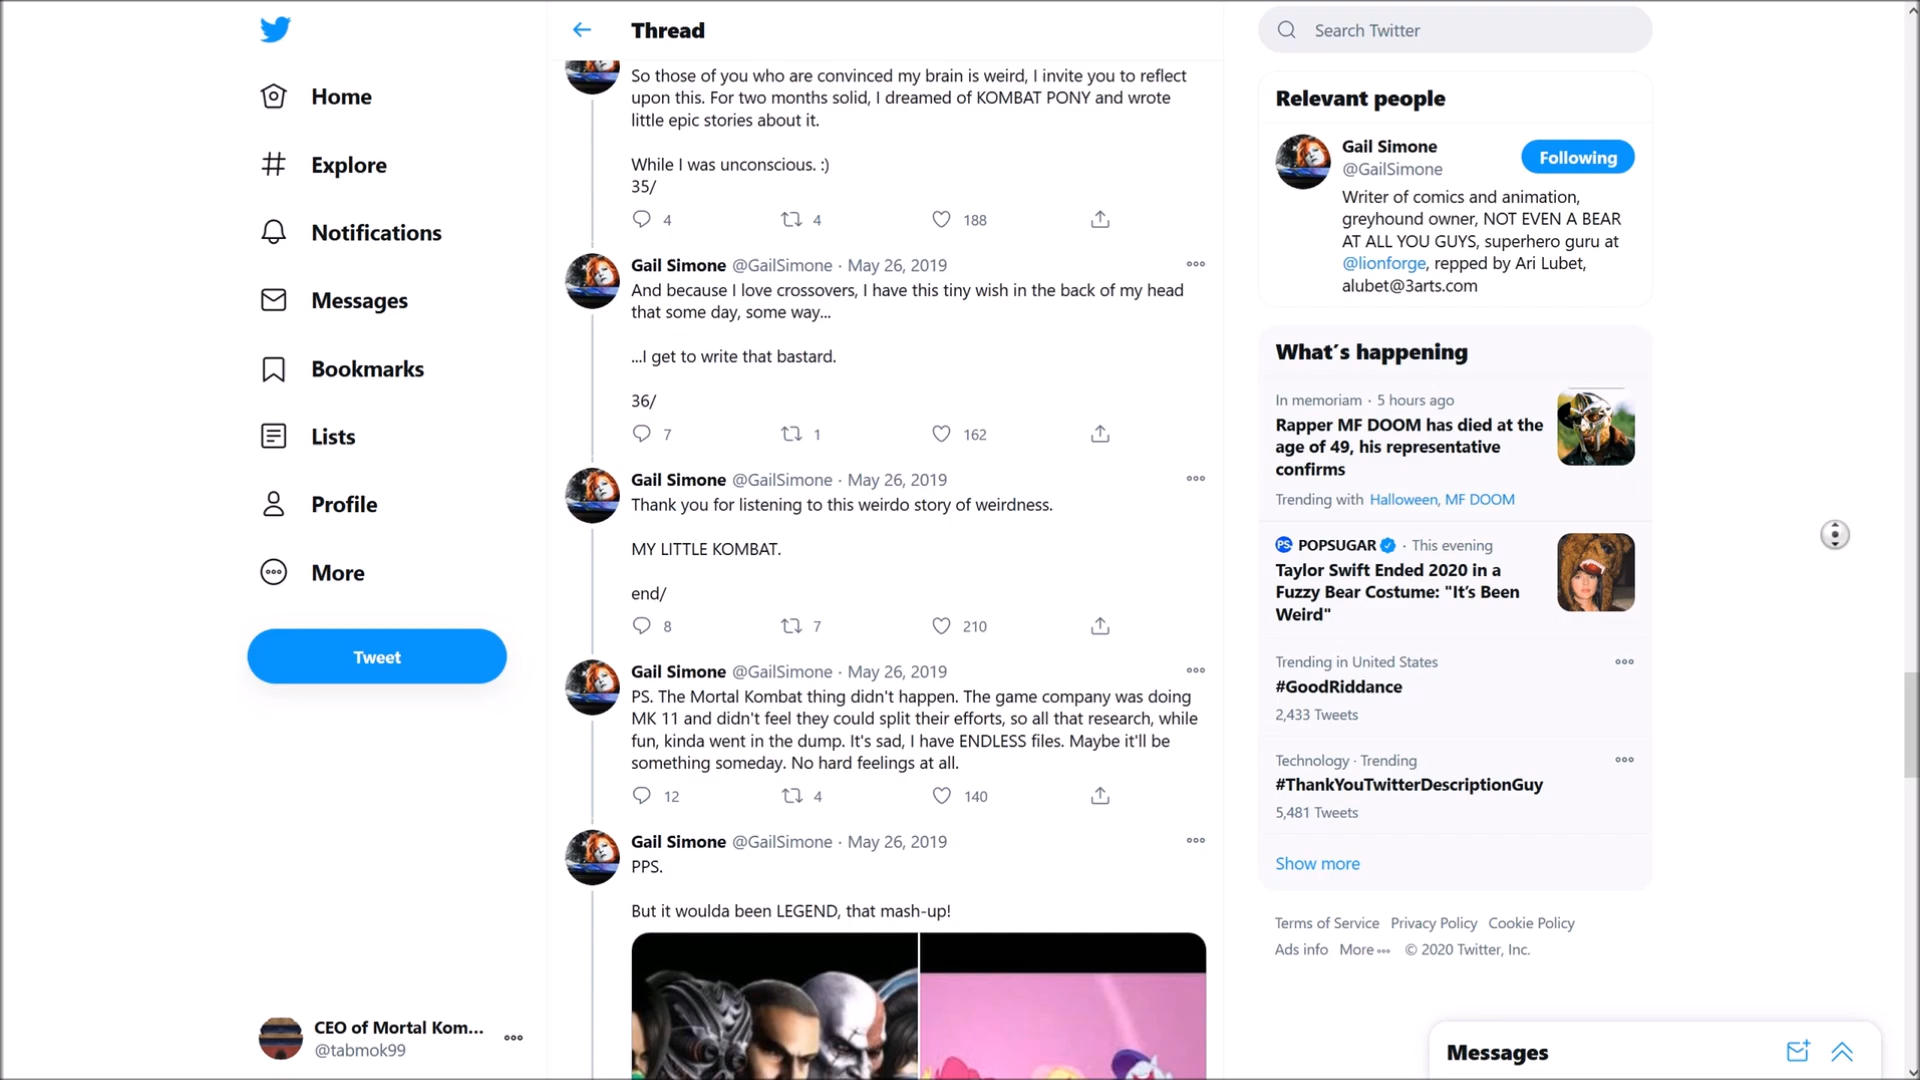 Home
Explore
Notifications
Messages
Bookmarks
Lists
Profile
More
Tweet
CEO of Mortal Kom...
@tabmok99
Thread
So those of you who are convinced my brain is weird, I invite you to reflect
upon this. For two months solid, I dreamed of KOMBAT PONY and wrote
little epic stories about it.
While I was unconscious. :)
35/
4 4 188
Gail Simone @GailSimone · May 26, 2019
And because I love crossovers, I have this tiny wish in the back of my head
that some day, some way...
...I get to write that bastard.
36/
7 1 162
Gail Simone @GailSimone · May 26, 2019
Thank you for listening to this weirdo story of weirdness.
MY LITTLE KOMBAT.
end/
8 7 210
Gail Simone @GailSimone · May 26, 2019
PS. The Mortal Kombat thing didn't happen. The game company was doing
MK 11 and didn't feel they could split their efforts, so all that research, while
fun, kinda went in the dump. It's sad, I have ENDLESS files. Maybe it'll be
something someday. No hard feelings at all.
12 4 140
Gail Simone @GailSimone · May 26, 2019
PPS.
But it woulda been LEGEND, that mash-up!
Search Twitter
Relevant people
Gail Simone
@GailSimone
Following
Writer of comics and animation,
greyhound owner, NOT EVEN A BEAR
AT ALL YOU GUYS, superhero guru at
@lionforge, repped by Ari Lubet,
alubet@3arts.com
What´s happening
In memoriam · 5 hours ago
Rapper MF DOOM has died at the
age of 49, his representative
confirms
Trending with Halloween, MF DOOM
PS POPSUGAR · This evening
Taylor Swift Ended 2020 in a
Fuzzy Bear Costume: "It's Been
Weird"
Trending in United States
#GoodRiddance
2,433 Tweets
Technology · Trending
#ThankYouTwitterDescriptionGuy
5,481 Tweets
Show more
Terms of Service Privacy Policy Cookie Policy
Ads info More © 2020 Twitter, Inc.
Messages